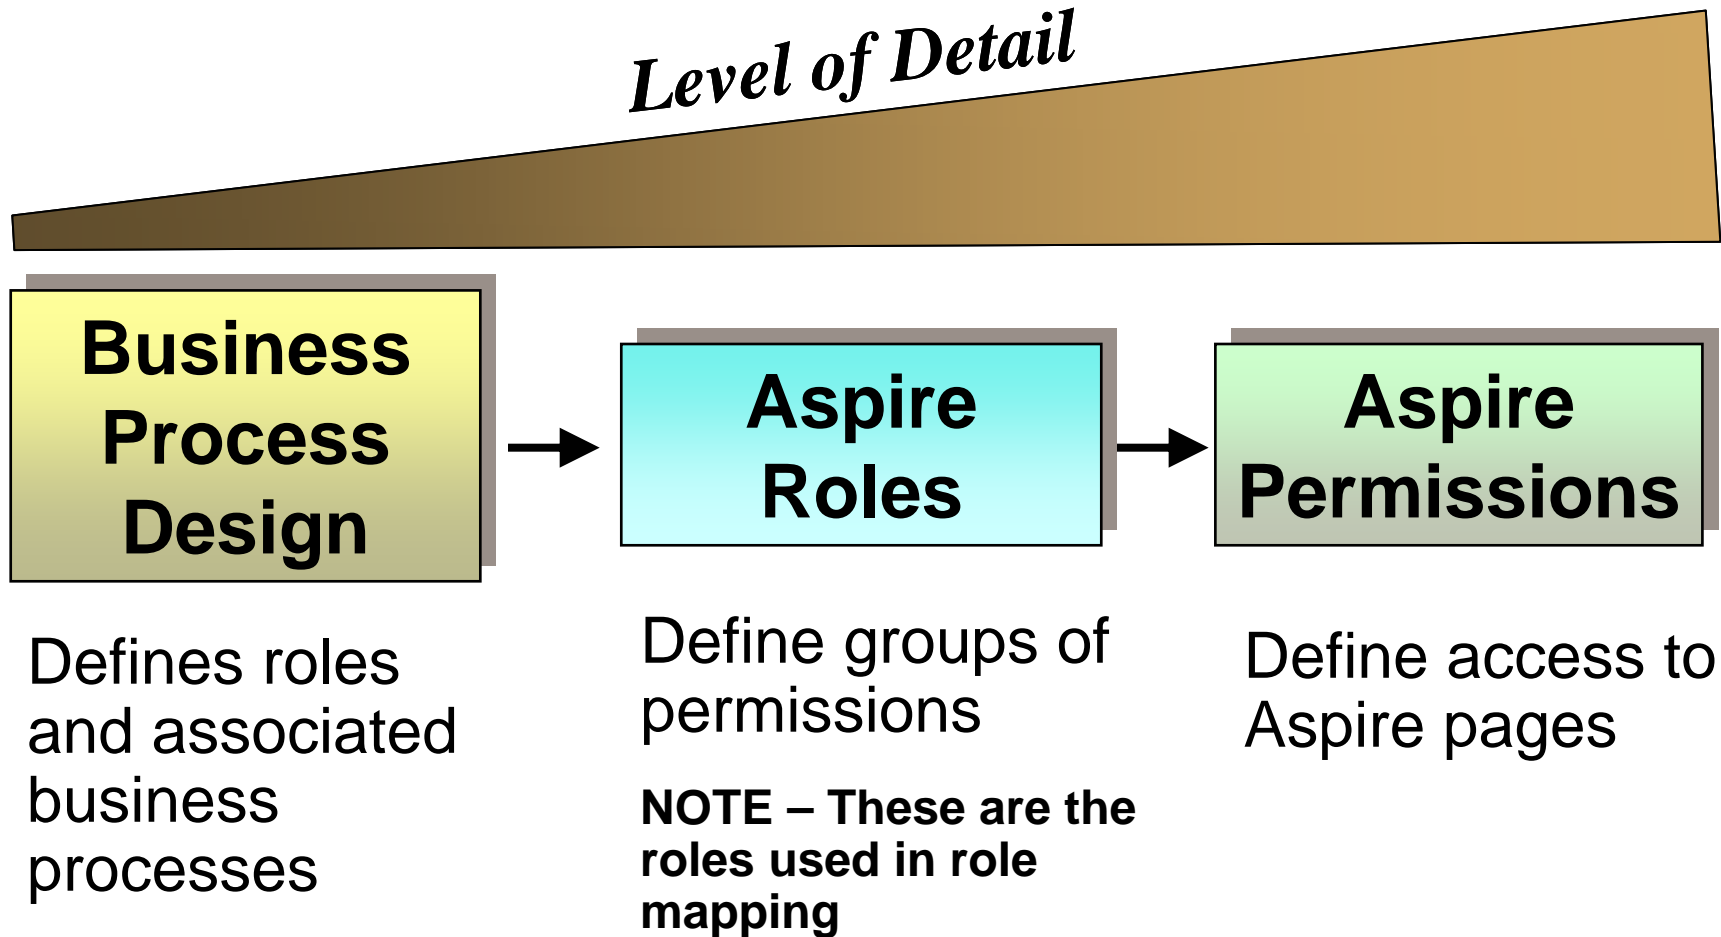 Level of Detail
Business
Process
Design
Aspire
Roles
Aspire
Permissions
Defines roles
and associated
business
processes
Define groups of
permissions
NOTE – These are the
roles used in role
mapping
Define access to
Aspire pages